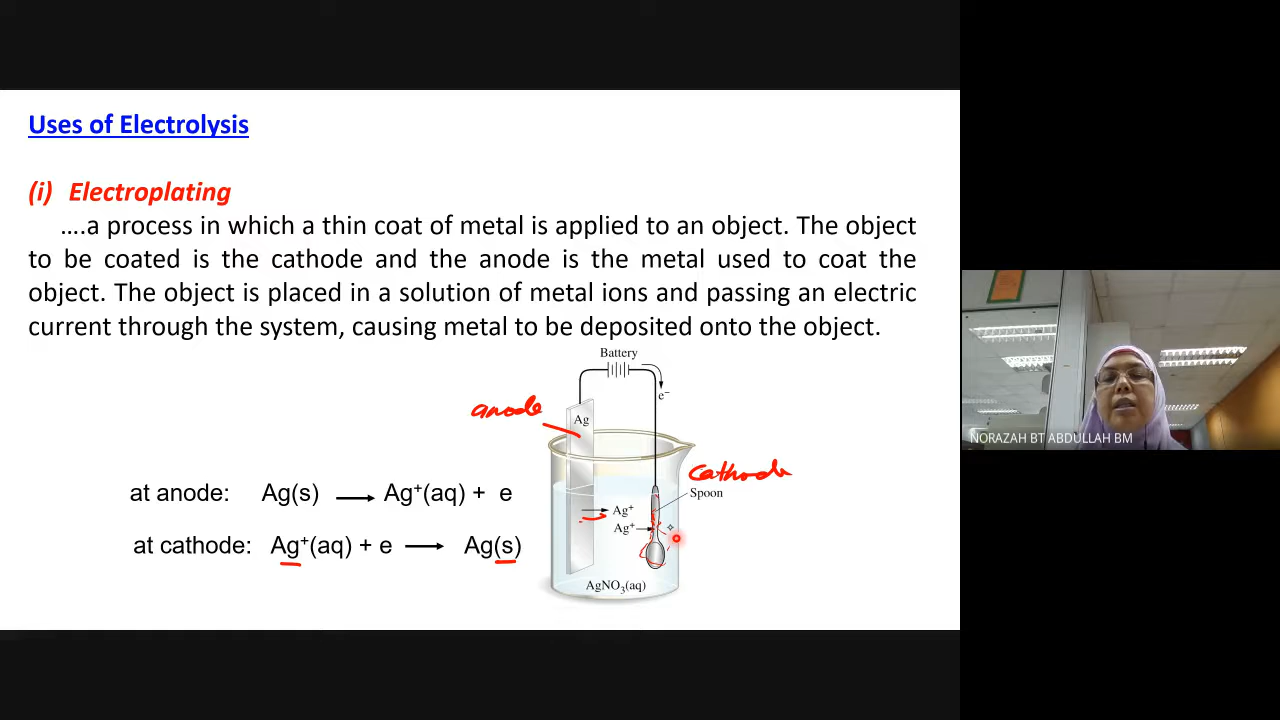 Uses of Electrolysis
(i) Electroplating
....a process in which a thin coat of metal is applied to an object. The object
to be coated is the cathode and the anode is the metal used to coat the
object. The object is placed in a solution of metal ions and passing an electric
current through the system, causing metal to be deposited onto the object.
Battery
e⁻
anode
Ag
cathode
Spoon
at anode: Ag(s) ⟶ Ag⁺(aq) + e
Ag⁺
Ag⁺
at cathode: Ag⁺(aq) + e ⟶ Ag(s)
AgNO₃(aq)
NORAZAH BT ABDULLAH BM